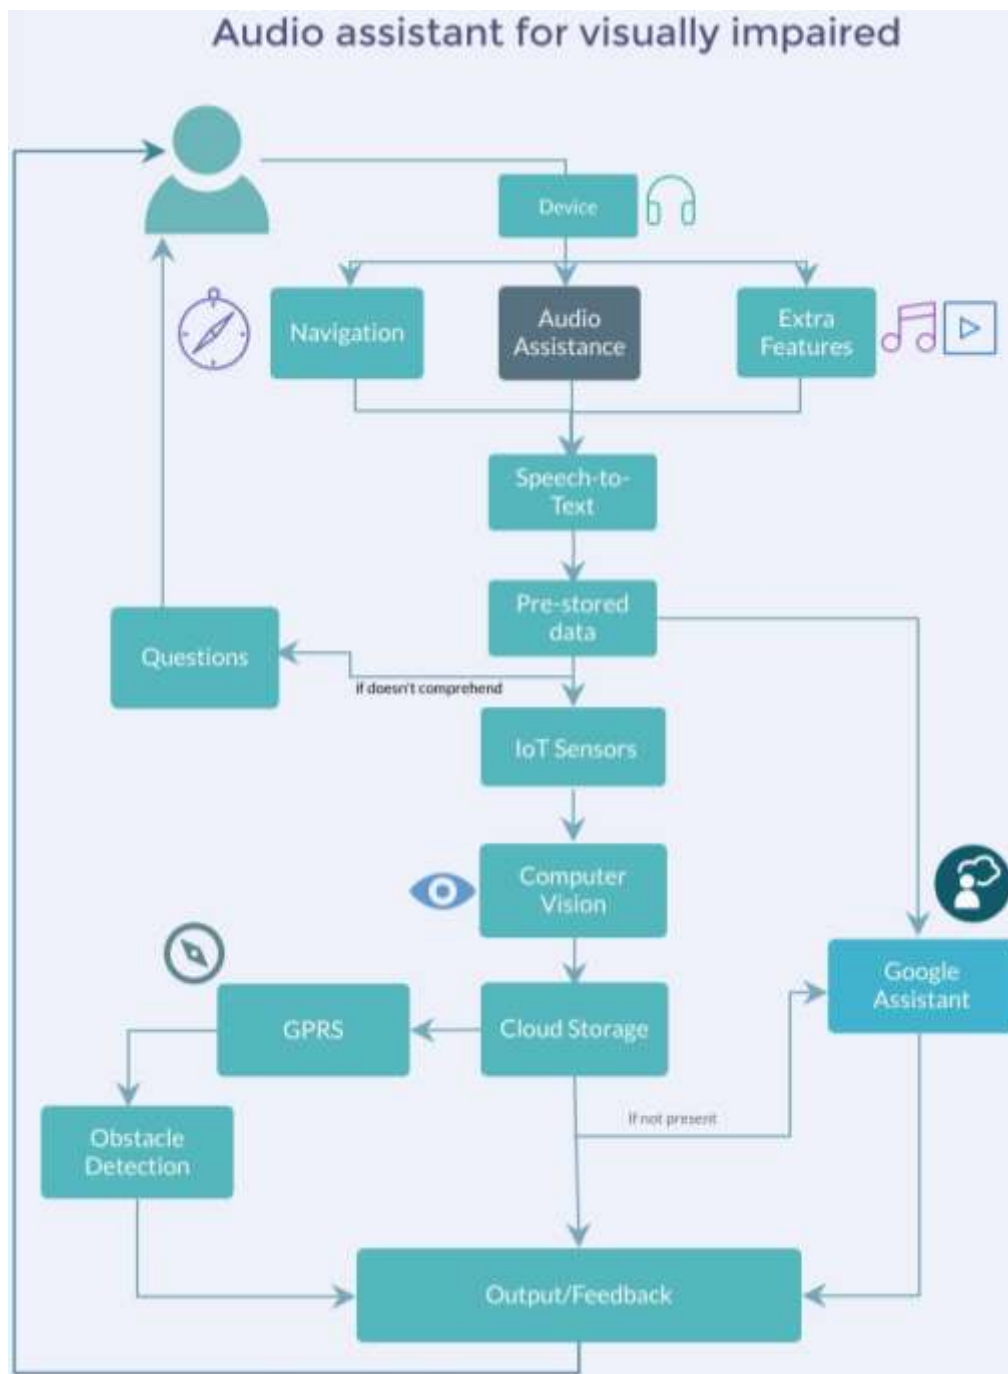 Audio assistant for visually impaired
Device
Navigation
Audio
Assistance
Extra
Features
Speech-to-
Text
Pre-stored
data
Questions
if doesn't comprehend
IoT Sensors
Computer
Vision
Google
Assistant
GPRS
Cloud Storage
If not present
Obstacle
Detection
Output/Feedback